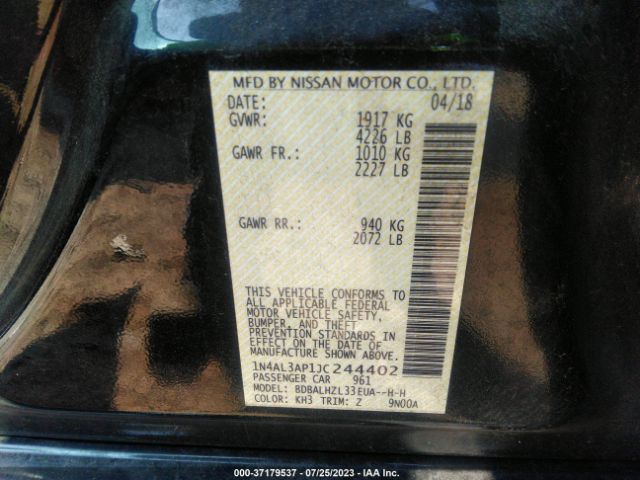 MFD BY NISSAN MOTOR CO., LTD.
DATE: 04/18
GVWR: 1917 KG
4226 LB
GAWR FR.: 1010 KG
2227 LB
GAWR RR.: 940 KG
2072 LB
THIS VEHICLE CONFORMS TO
ALL APPLICABLE FEDERAL
MOTOR VEHICLE SAFETY,
BUMPER, AND THEFT
PREVENTION STANDARDS IN
EFFECT ON THE DATE OF
MANUFACTURE SHOWN ABOVE.
1N4AL3AP1JC244402
PASSENGER CAR 961
MODEL: BDBALHZL33EUA--H-H
COLOR: KH3 TRIM: Z 9N00A
000-37179537 - 07/25/2023 - IAA Inc.